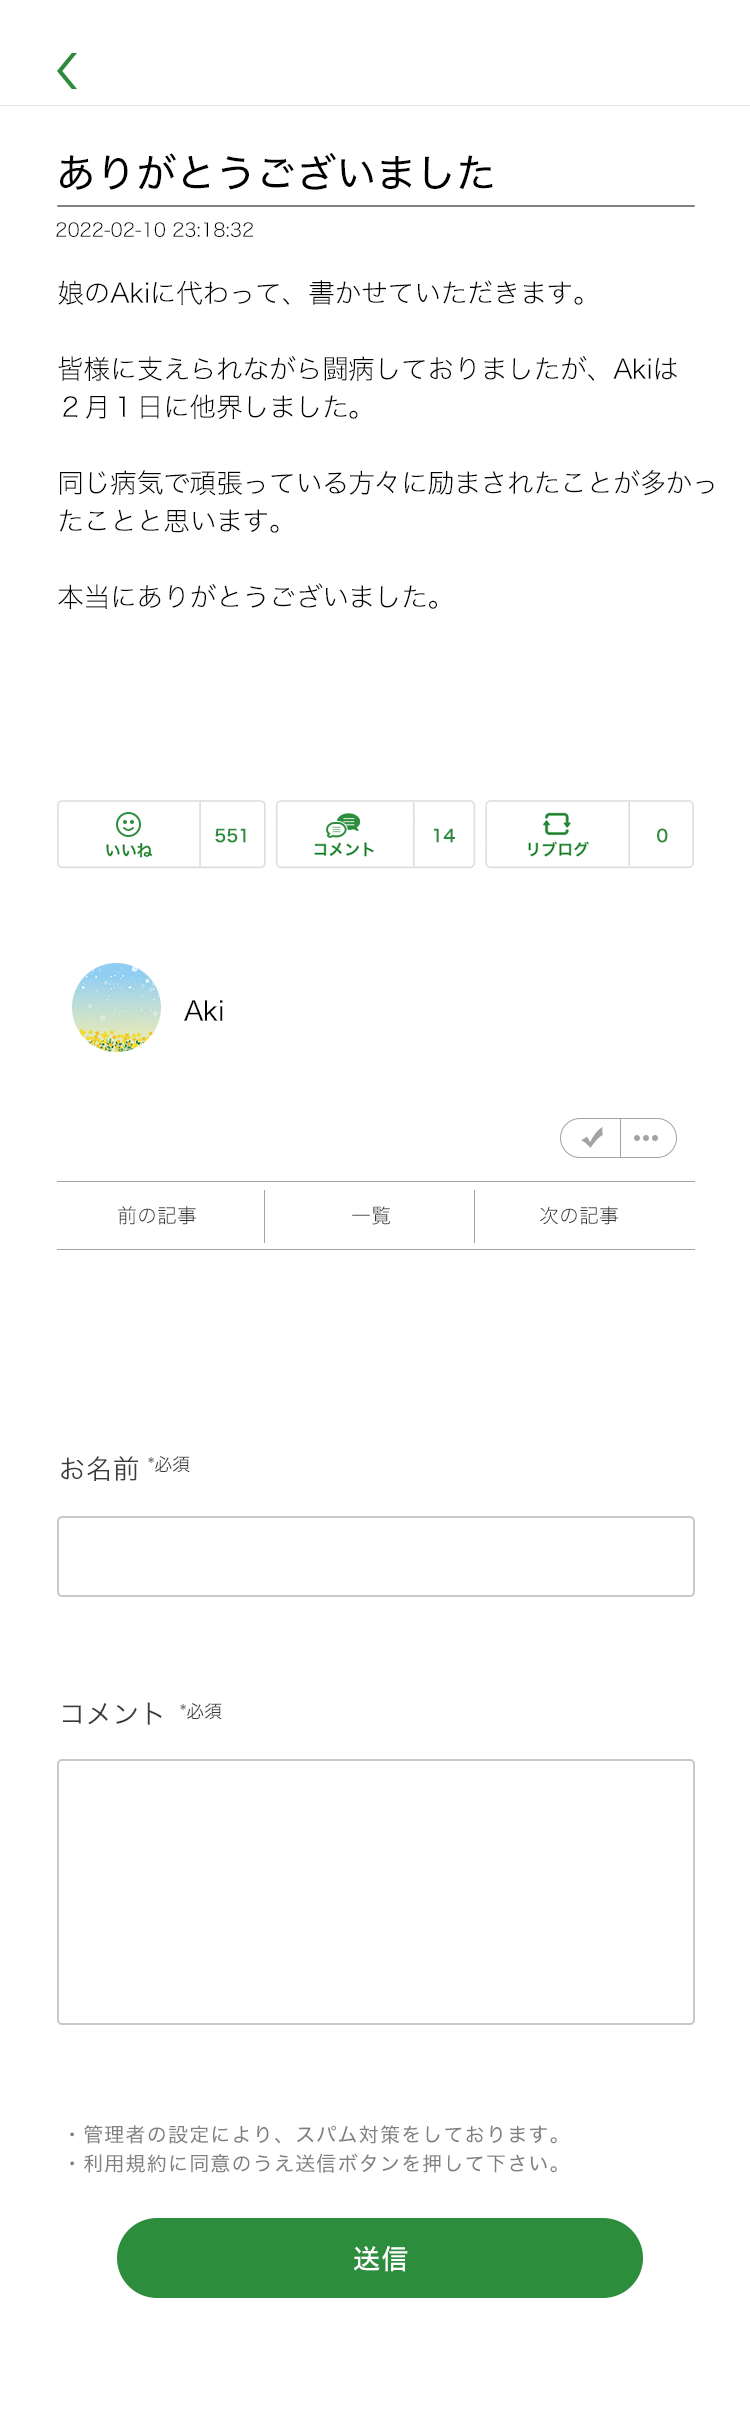 ありがとうございました
2022-02-10 23:18:32
娘のAkiに代わって、書かせていただきます。
皆様に支えられながら闘病しておりましたが、Akiは
２月１日に他界しました。
同じ病気で頑張っている方々に励まされたことが多かっ
たことと思います。
本当にありがとうございました。
いいね 551 コメント 14 リブログ 0
Aki
前の記事 一覧 次の記事
お名前 *必須
コメント *必須
・管理者の設定により、スパム対策をしております。
・利用規約に同意のうえ送信ボタンを押して下さい。
送信